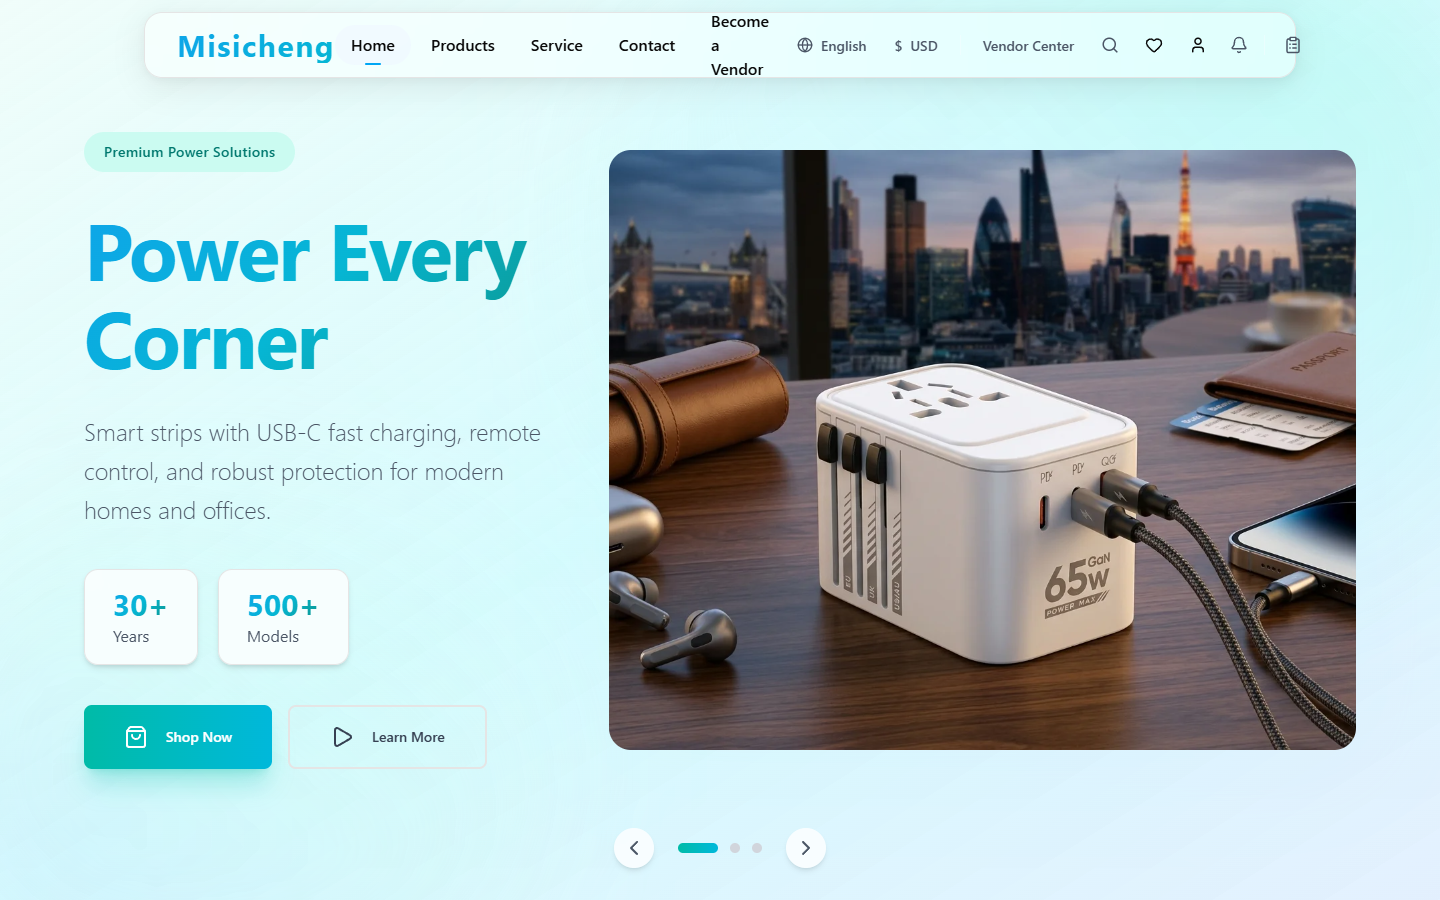 Misicheng
Home
Products
Service
Contact
Become
a
Vendor
English
$ USD
Vendor Center
Premium Power Solutions
Power Every
Corner
Smart strips with USB-C fast charging, remote
control, and robust protection for modern
homes and offices.
30+
Years
500+
Models
Shop Now
Learn More
PASSPORT
PD
PD
QC
EU
UK
US/AU
65W GaN
POWER MAX